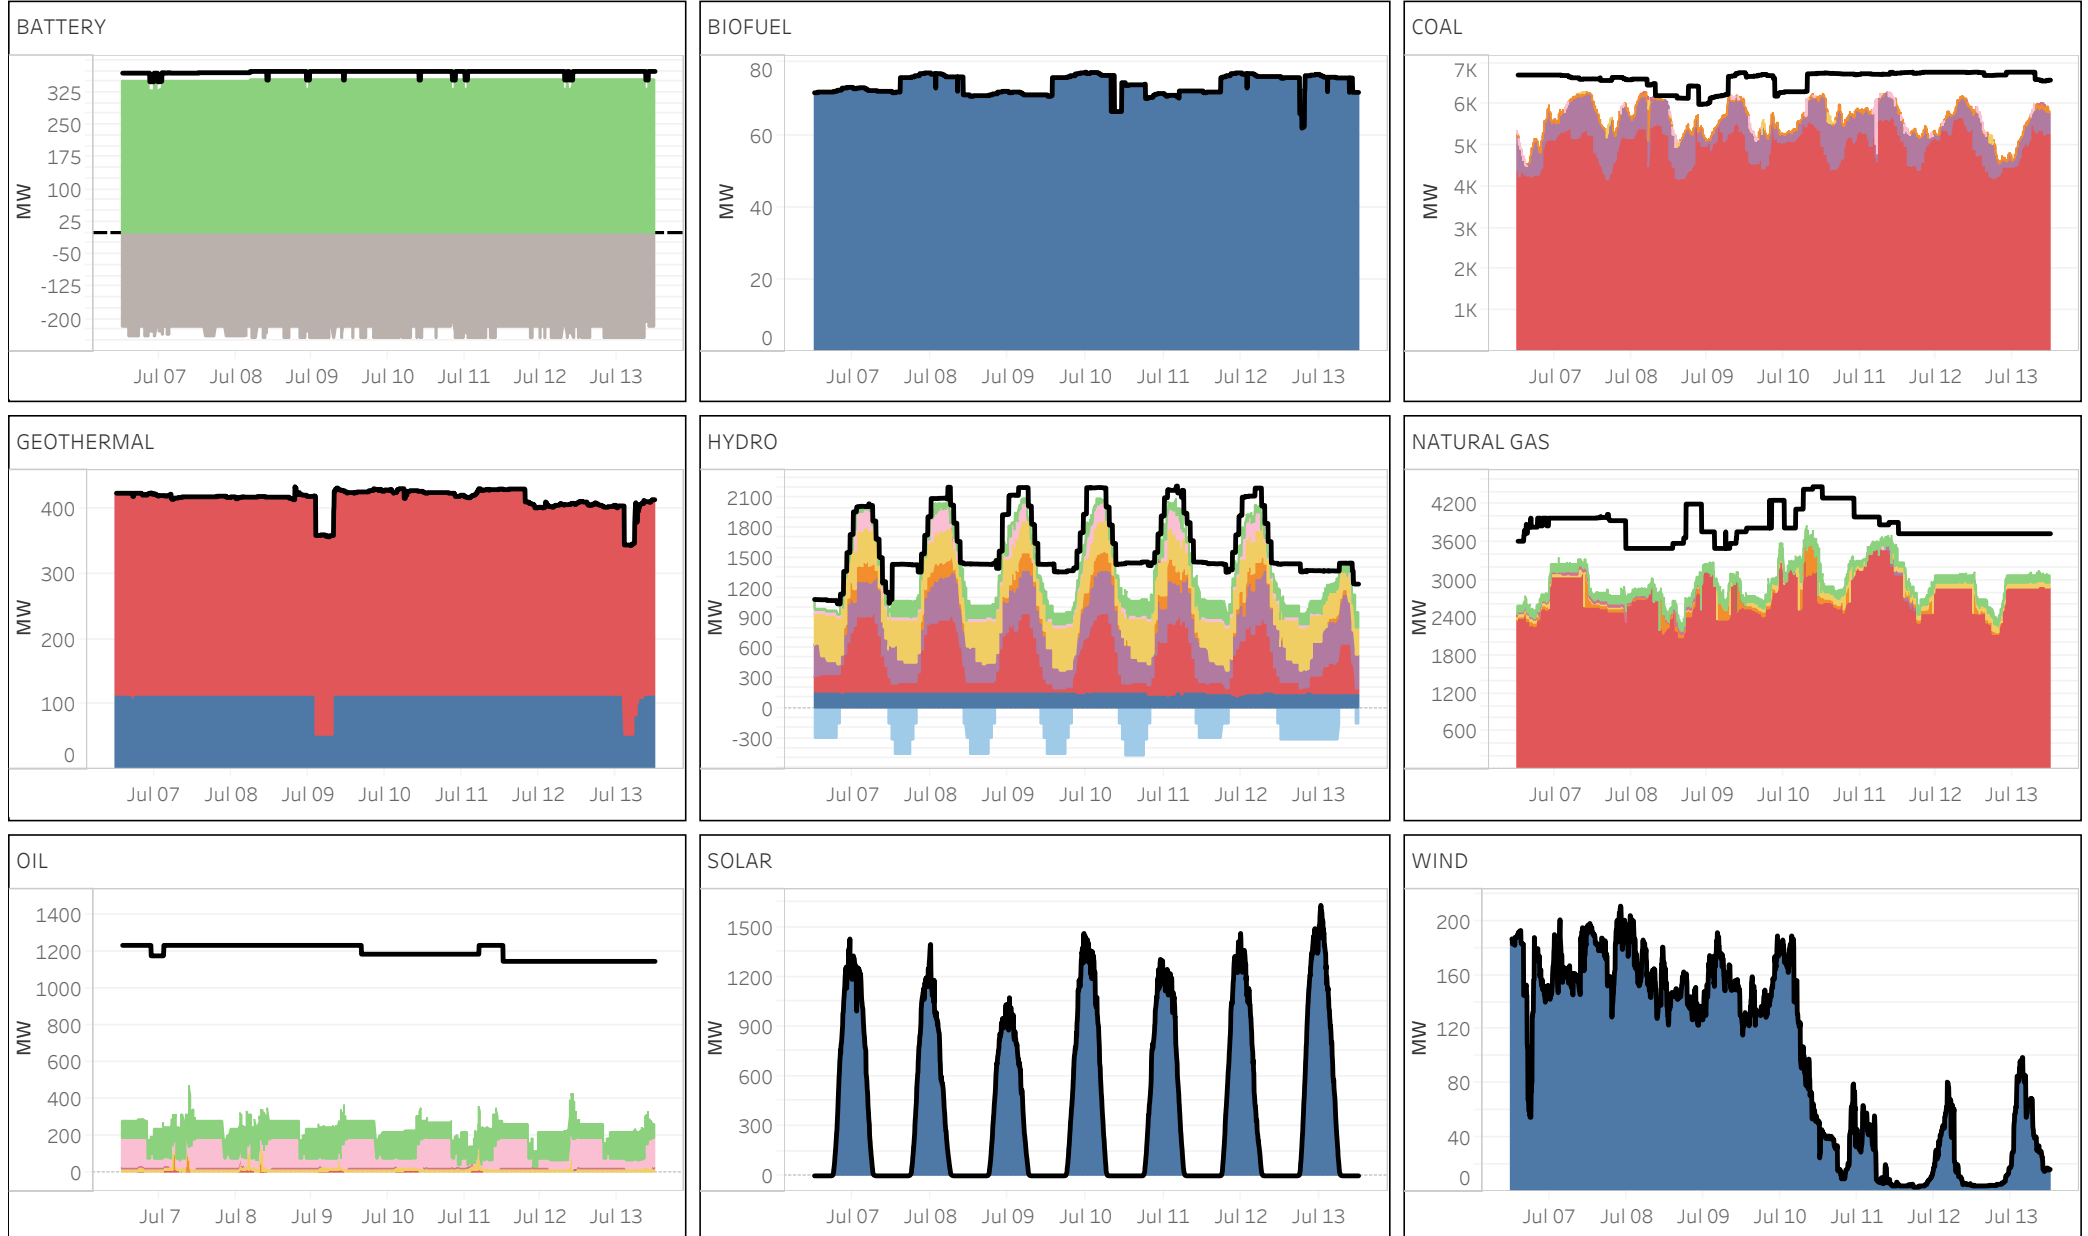 BATTERY
325
250
175
100
25
-50
-125
-200
MW
Jul 07 Jul 08 Jul 09 Jul 10 Jul 11 Jul 12 Jul 13
BIOFUEL
80
60
40
20
0
MW
Jul 07 Jul 08 Jul 09 Jul 10 Jul 11 Jul 12 Jul 13
COAL
7K
6K
5K
4K
3K
2K
1K
MW
Jul 07 Jul 08 Jul 09 Jul 10 Jul 11 Jul 12 Jul 13
GEOTHERMAL
400
300
200
100
0
MW
Jul 07 Jul 08 Jul 09 Jul 10 Jul 11 Jul 12 Jul 13
HYDRO
2100
1800
1500
1200
900
600
300
0
-300
MW
Jul 07 Jul 08 Jul 09 Jul 10 Jul 11 Jul 12 Jul 13
NATURAL GAS
4200
3600
3000
2400
1800
1200
600
MW
Jul 07 Jul 08 Jul 09 Jul 10 Jul 11 Jul 12 Jul 13
OIL
1400
1200
1000
800
600
400
200
0
MW
Jul 7 Jul 8 Jul 9 Jul 10 Jul 11 Jul 12 Jul 13
SOLAR
1500
1200
900
600
300
0
MW
Jul 07 Jul 08 Jul 09 Jul 10 Jul 11 Jul 12 Jul 13
WIND
200
160
120
80
40
0
MW
Jul 07 Jul 08 Jul 09 Jul 10 Jul 11 Jul 12 Jul 13